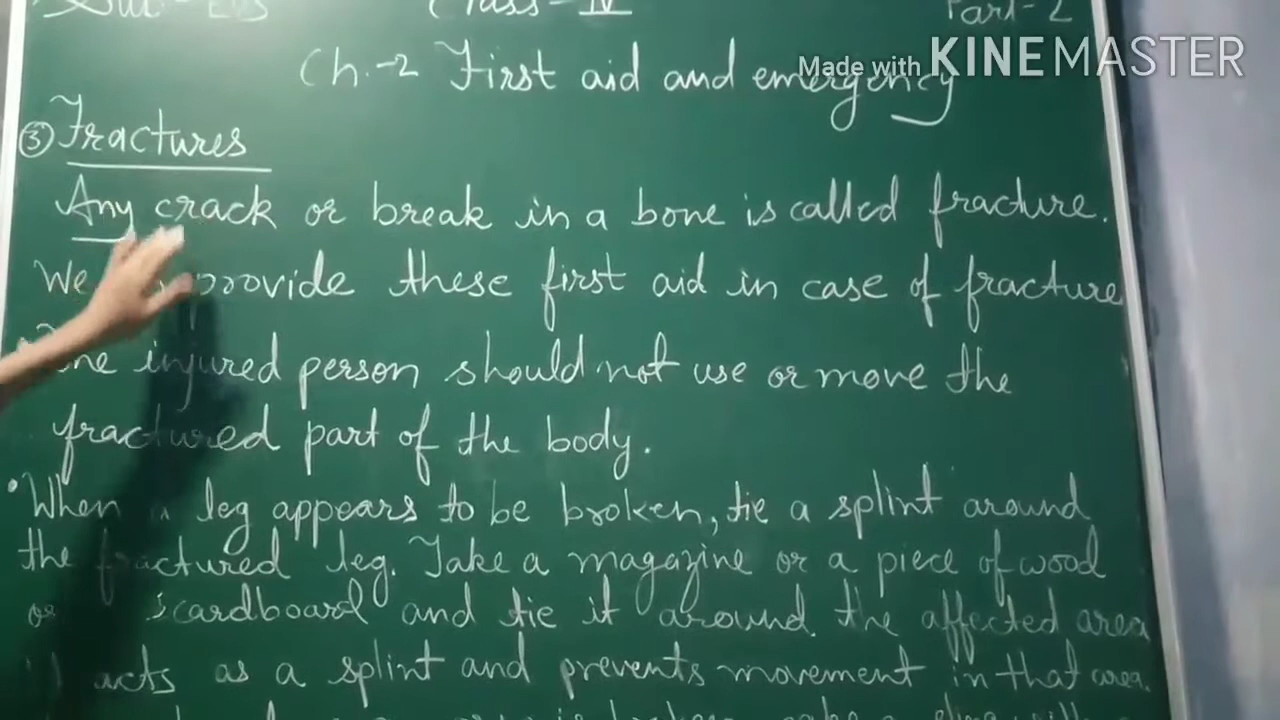 Sub - EVS Class - IV Part - 2
Made with KINEMASTER
Ch.-2 First aid and emergency
③ Fractures
Any crack or break in a bone is called fracture.
We provide these first aid in case of fracture
injured person should not use or move the
fractured part of the body.
• When a leg appears to be broken, tie a splint around
the fractured leg. Take a magazine or a piece of wood
or cardboard and tie it around the affected area
acts as a splint and prevents movement in that area.